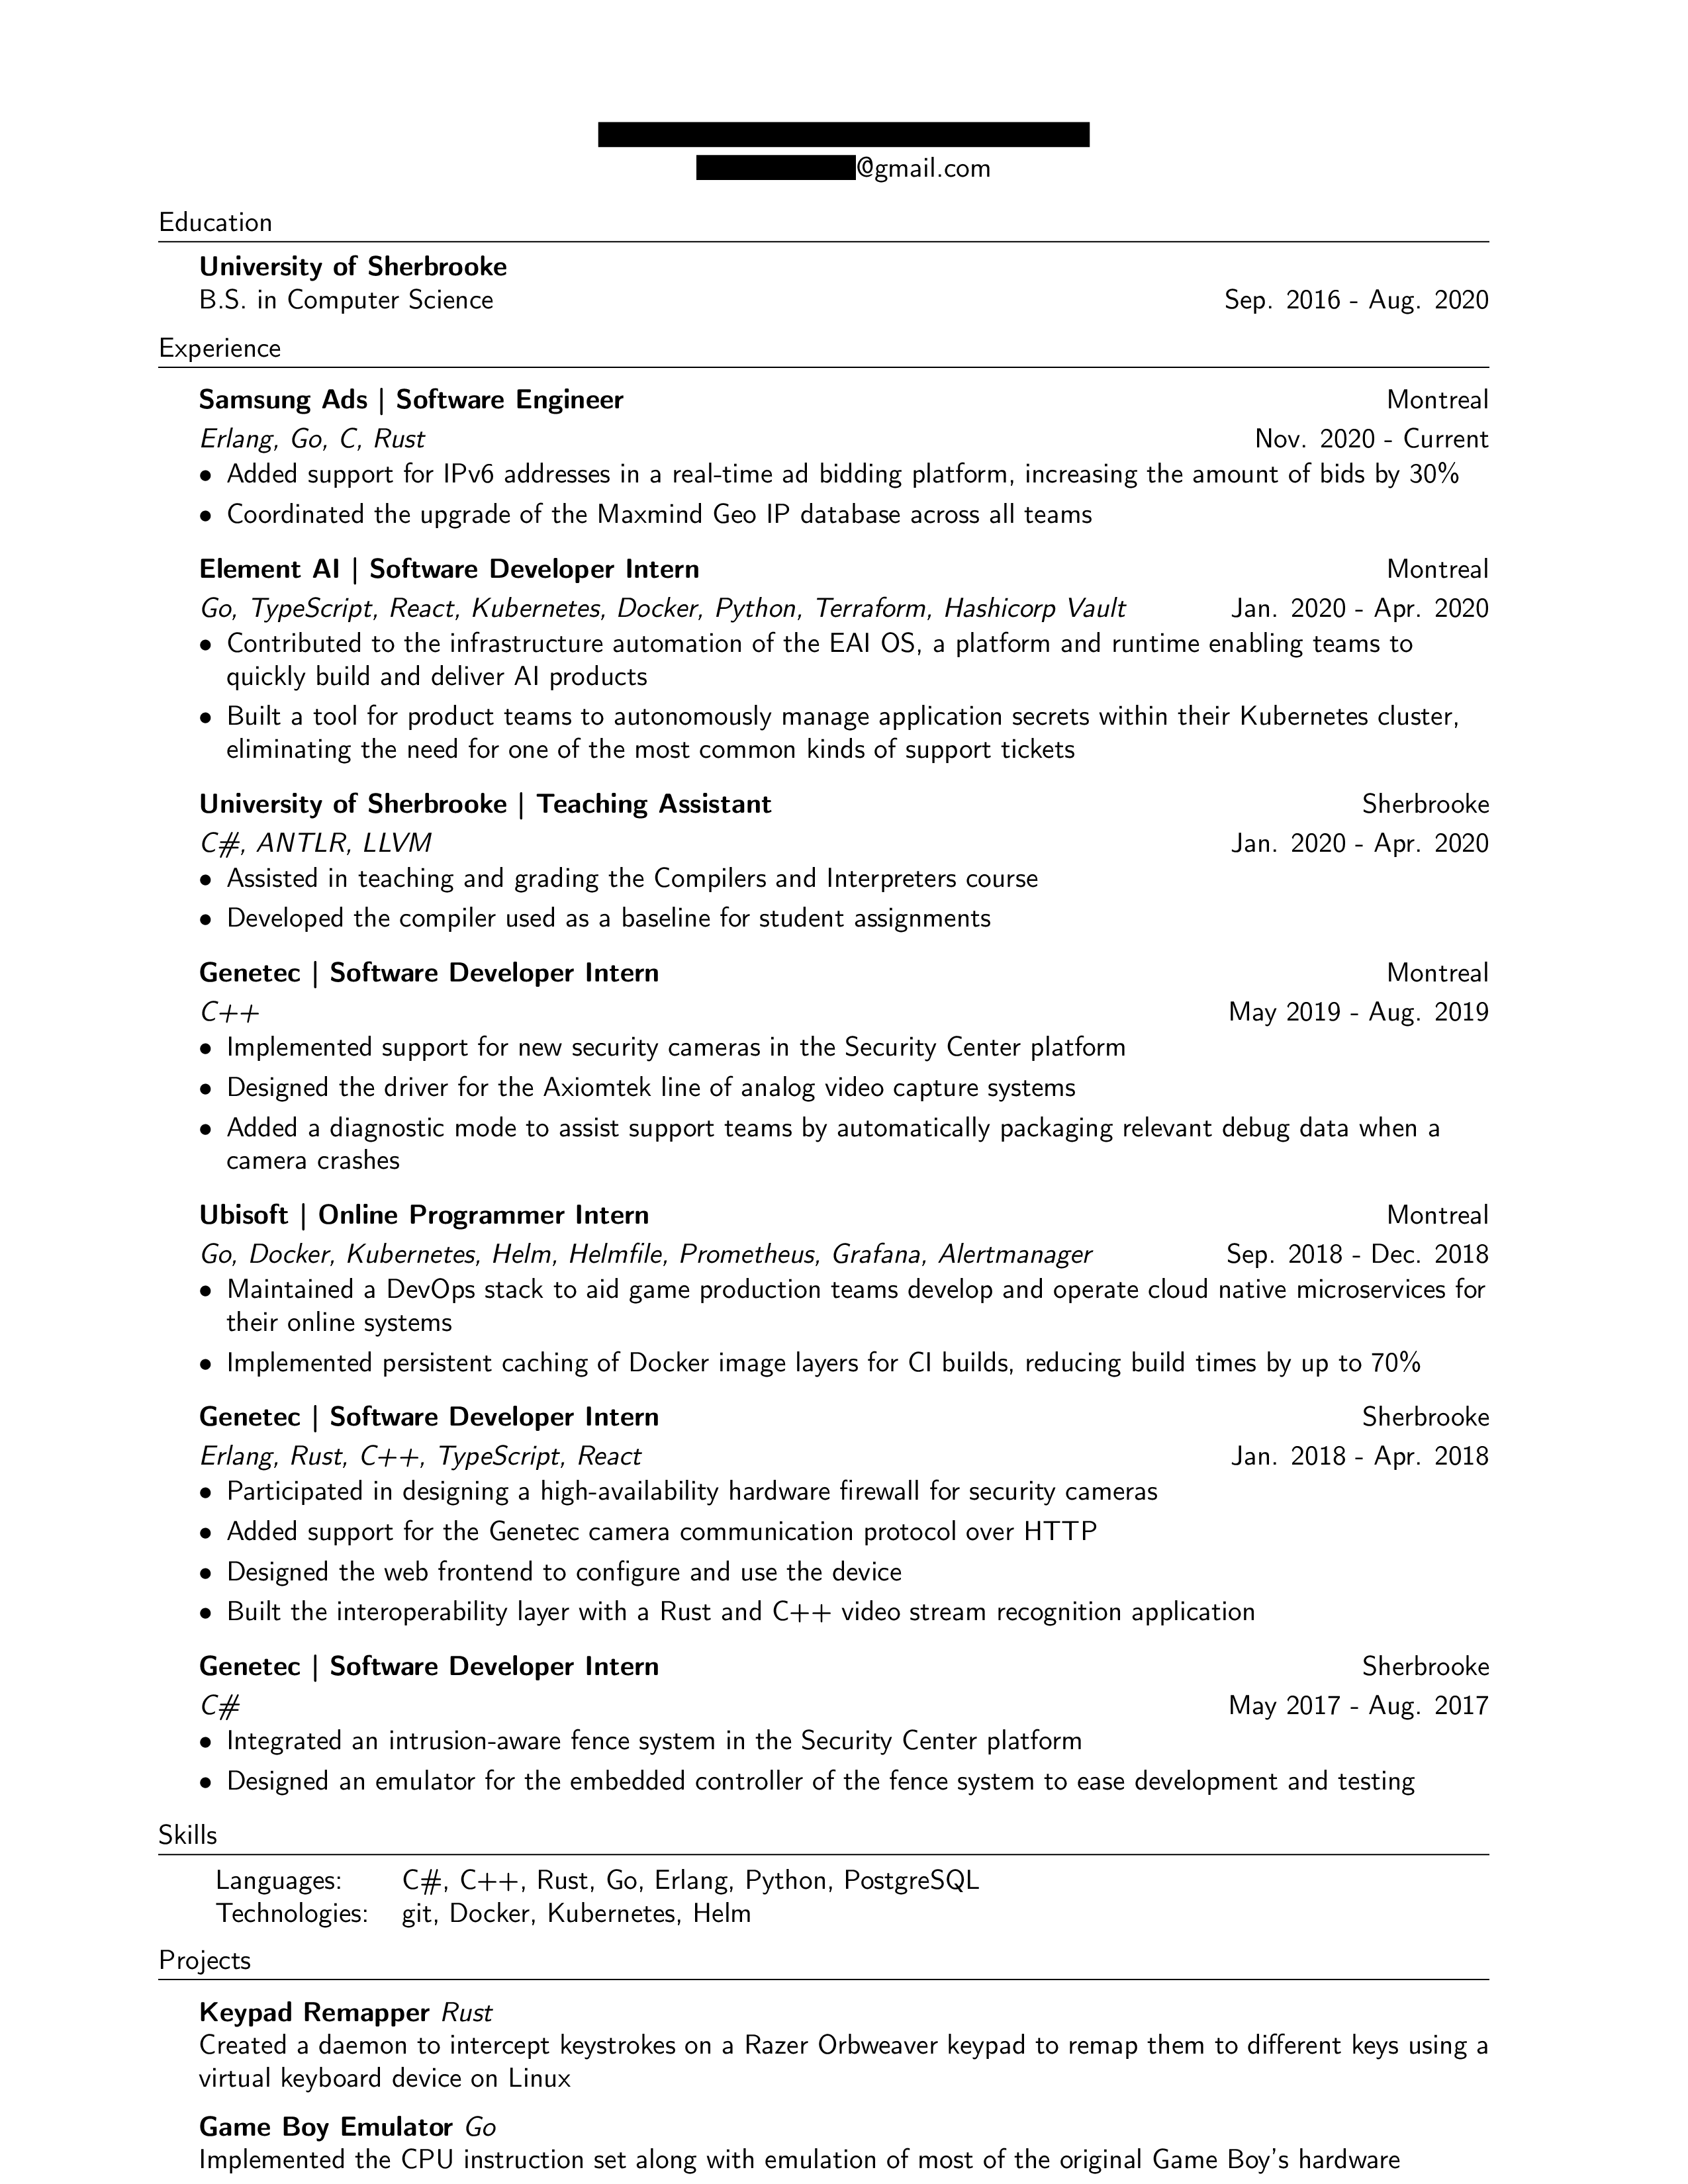 @gmail.com
Education
University of Sherbrooke
B.S. in Computer Science Sep. 2016 - Aug. 2020
Experience
Samsung Ads | Software Engineer Montreal
Erlang, Go, C, Rust Nov. 2020 - Current
• Added support for IPv6 addresses in a real-time ad bidding platform, increasing the amount of bids by 30%
• Coordinated the upgrade of the Maxmind Geo IP database across all teams
Element AI | Software Developer Intern Montreal
Go, TypeScript, React, Kubernetes, Docker, Python, Terraform, Hashicorp Vault Jan. 2020 - Apr. 2020
• Contributed to the infrastructure automation of the EAI OS, a platform and runtime enabling teams to
quickly build and deliver AI products
• Built a tool for product teams to autonomously manage application secrets within their Kubernetes cluster,
eliminating the need for one of the most common kinds of support tickets
University of Sherbrooke | Teaching Assistant Sherbrooke
C#, ANTLR, LLVM Jan. 2020 - Apr. 2020
• Assisted in teaching and grading the Compilers and Interpreters course
• Developed the compiler used as a baseline for student assignments
Genetec | Software Developer Intern Montreal
C++ May 2019 - Aug. 2019
• Implemented support for new security cameras in the Security Center platform
• Designed the driver for the Axiomtek line of analog video capture systems
• Added a diagnostic mode to assist support teams by automatically packaging relevant debug data when a
camera crashes
Ubisoft | Online Programmer Intern Montreal
Go, Docker, Kubernetes, Helm, Helmfile, Prometheus, Grafana, Alertmanager Sep. 2018 - Dec. 2018
• Maintained a DevOps stack to aid game production teams develop and operate cloud native microservices for
their online systems
• Implemented persistent caching of Docker image layers for CI builds, reducing build times by up to 70%
Genetec | Software Developer Intern Sherbrooke
Erlang, Rust, C++, TypeScript, React Jan. 2018 - Apr. 2018
• Participated in designing a high-availability hardware firewall for security cameras
• Added support for the Genetec camera communication protocol over HTTP
• Designed the web frontend to configure and use the device
• Built the interoperability layer with a Rust and C++ video stream recognition application
Genetec | Software Developer Intern Sherbrooke
C# May 2017 - Aug. 2017
• Integrated an intrusion-aware fence system in the Security Center platform
• Designed an emulator for the embedded controller of the fence system to ease development and testing
Skills
Languages: C#, C++, Rust, Go, Erlang, Python, PostgreSQL
Technologies: git, Docker, Kubernetes, Helm
Projects
Keypad Remapper Rust
Created a daemon to intercept keystrokes on a Razer Orbweaver keypad to remap them to different keys using a
virtual keyboard device on Linux
Game Boy Emulator Go
Implemented the CPU instruction set along with emulation of most of the original Game Boy's hardware